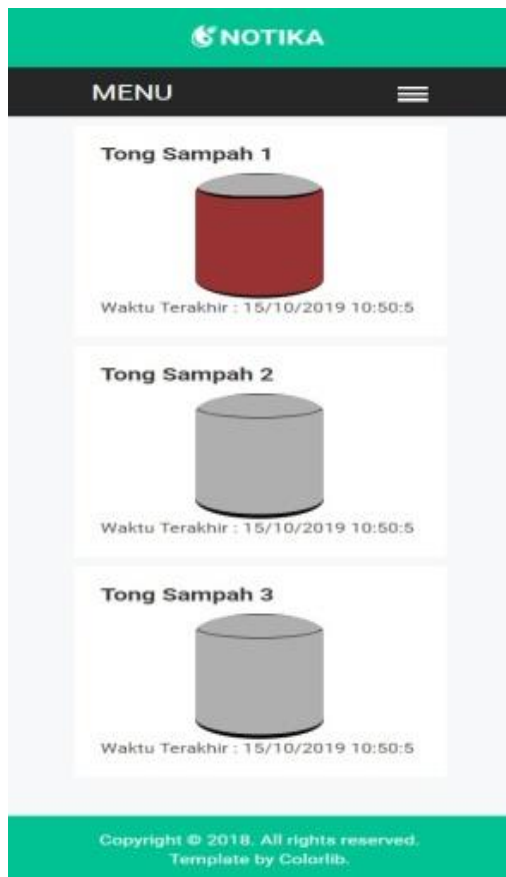 NOTIKA
MENU
Tong Sampah 1
Waktu Terakhir : 15/10/2019 10:50:5
Tong Sampah 2
Waktu Terakhir : 15/10/2019 10:50:5
Tong Sampah 3
Waktu Terakhir : 15/10/2019 10:50:5
Copyright © 2018. All rights reserved.
Template by Colorlib.